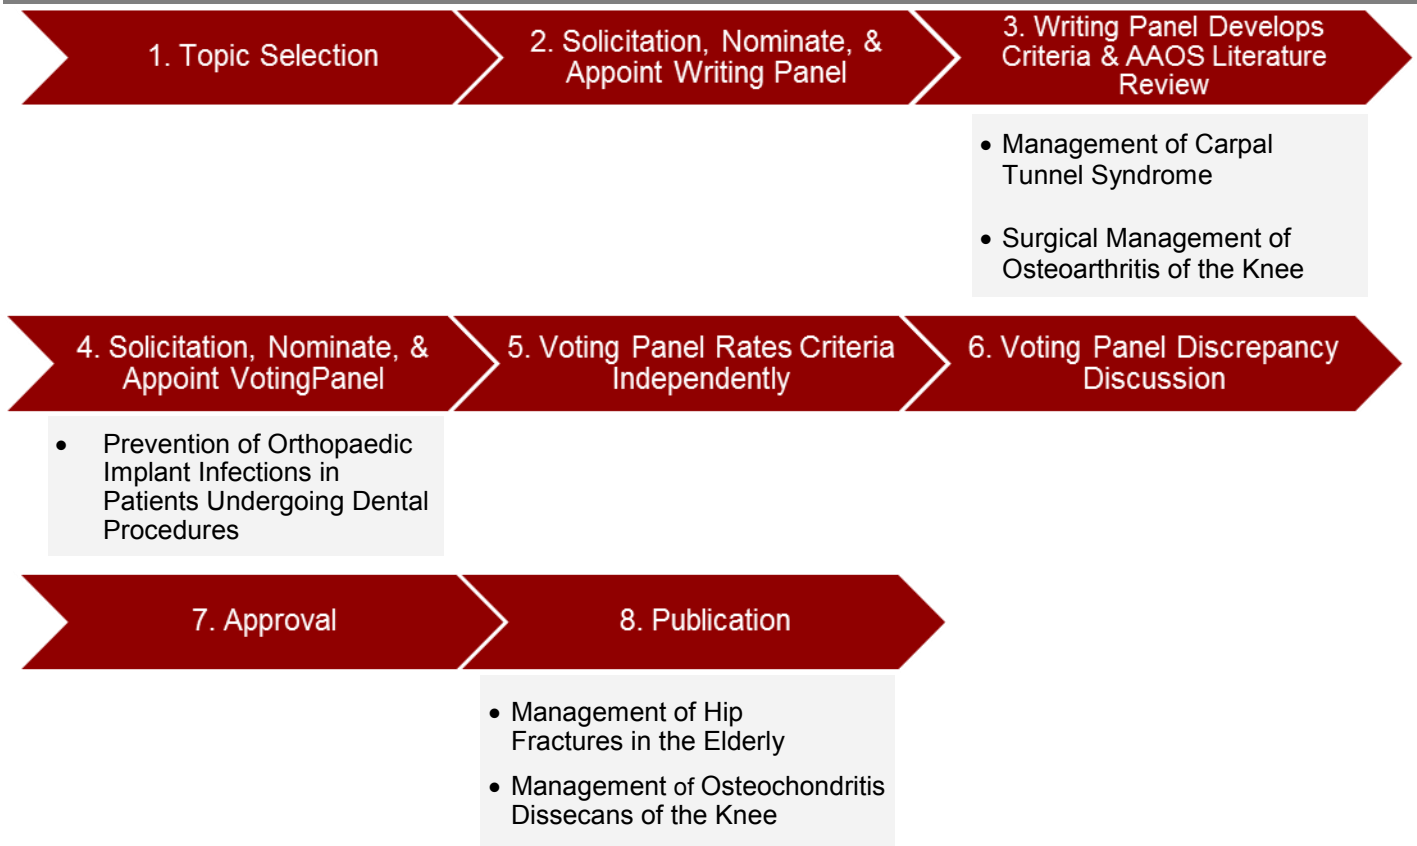 1. Topic Selection
2. Solicitation, Nominate, &
Appoint Writing Panel
3. Writing Panel Develops
Criteria & AAOS Literature
Review
• Management of Carpal
Tunnel Syndrome
• Surgical Management of
Osteoarthritis of the Knee
4. Solicitation, Nominate, &
Appoint VotingPanel
5. Voting Panel Rates Criteria
Independently
6. Voting Panel Discrepancy
Discussion
• Prevention of Orthopaedic
Implant Infections in
Patients Undergoing Dental
Procedures
7. Approval
8. Publication
• Management of Hip
Fractures in the Elderly
• Management of Osteochondritis
Dissecans of the Knee